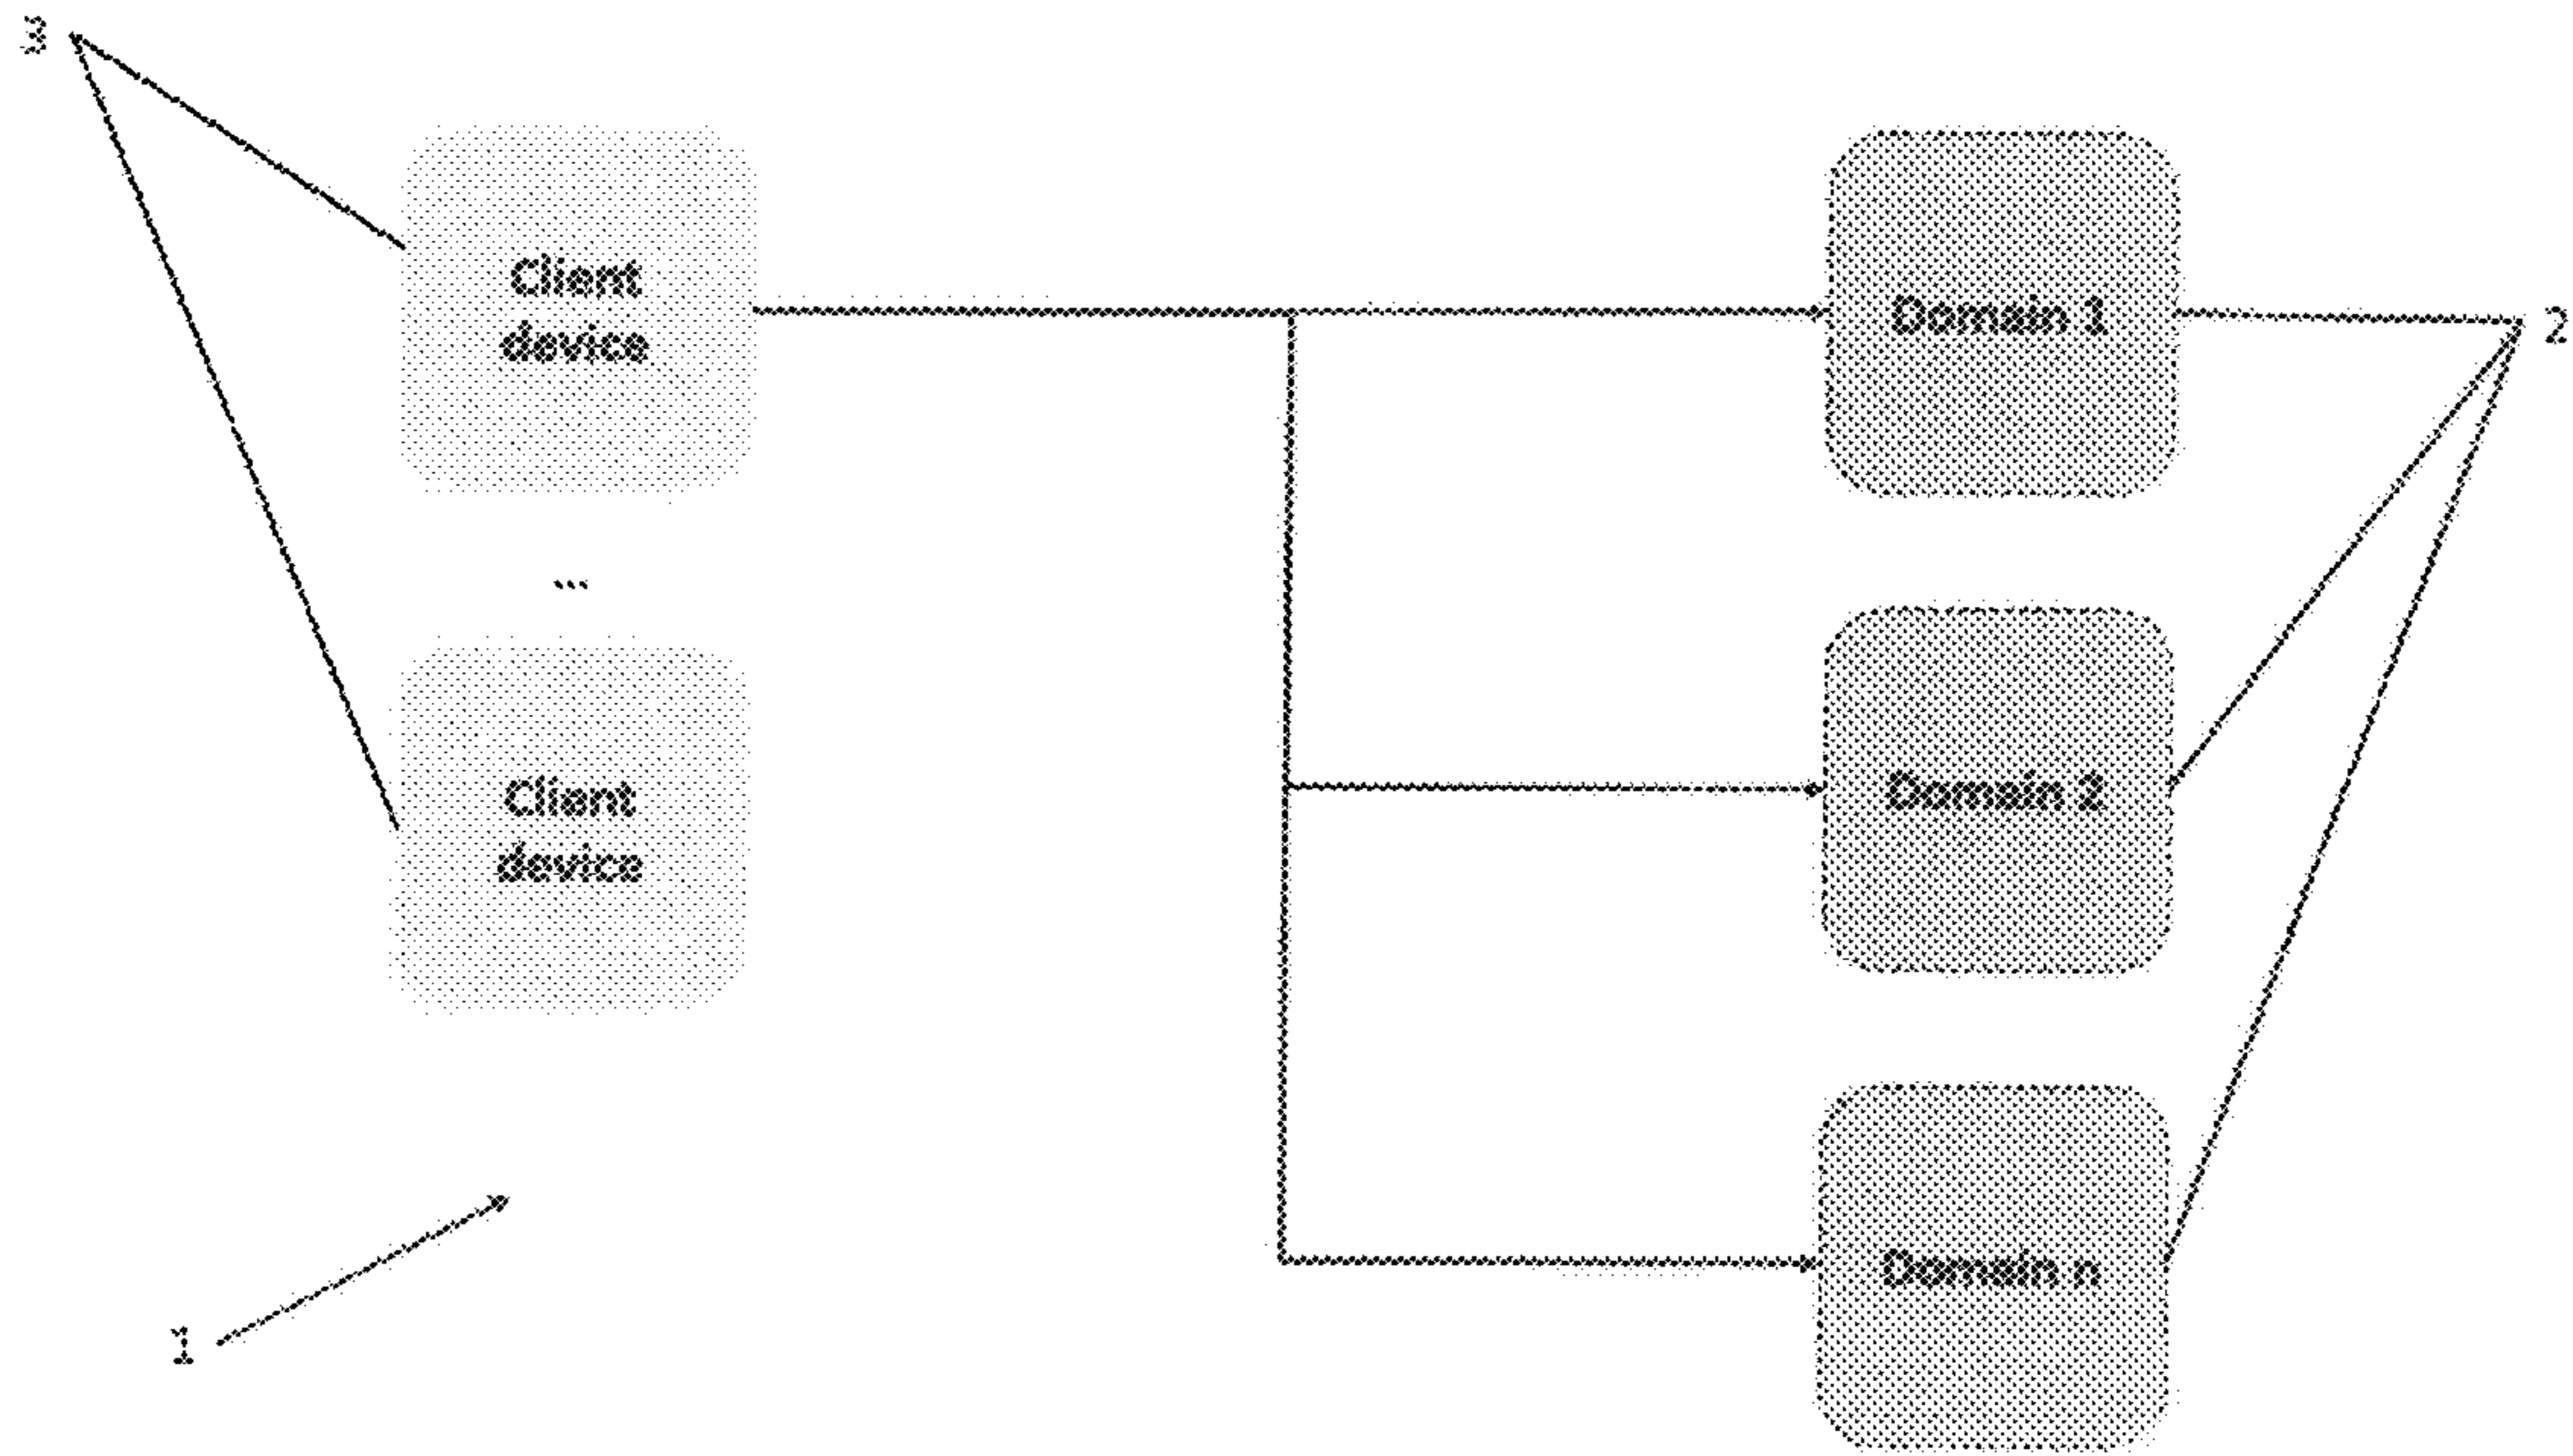 3
Client
device
Domain 1
2
...
Client
device
Domain 2
Domain n
1